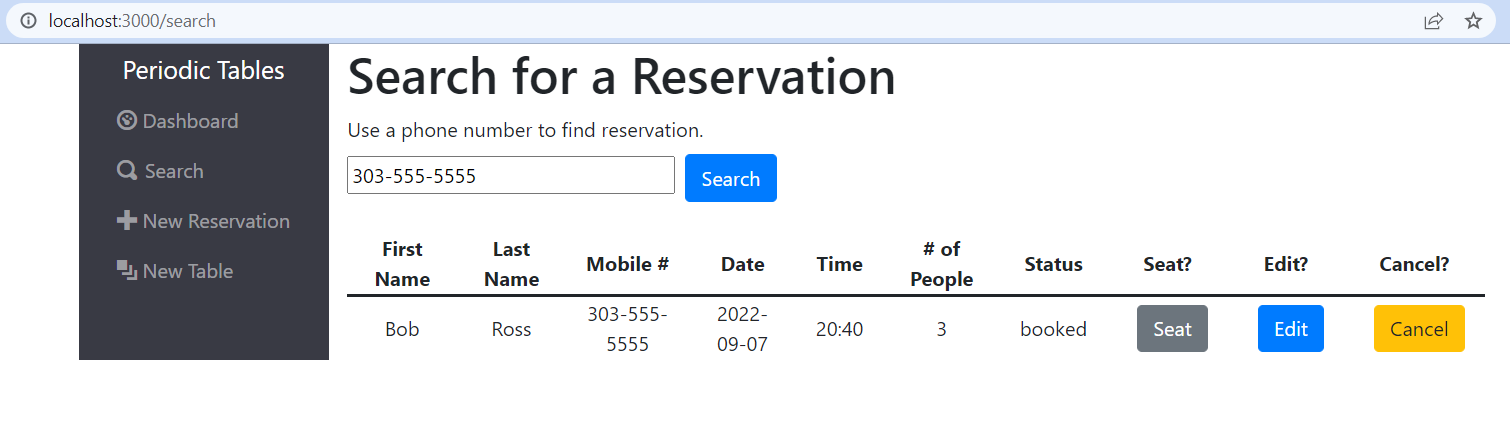 localhost:3000/search
Periodic Tables
Dashboard
Search
New Reservation
New Table
Search for a Reservation
Use a phone number to find reservation.
303-555-5555
Search
First Name Last Name Mobile # Date Time # of People Status Seat? Edit? Cancel?
Bob Ross 303-555-5555 2022-09-07 20:40 3 booked Seat Edit Cancel